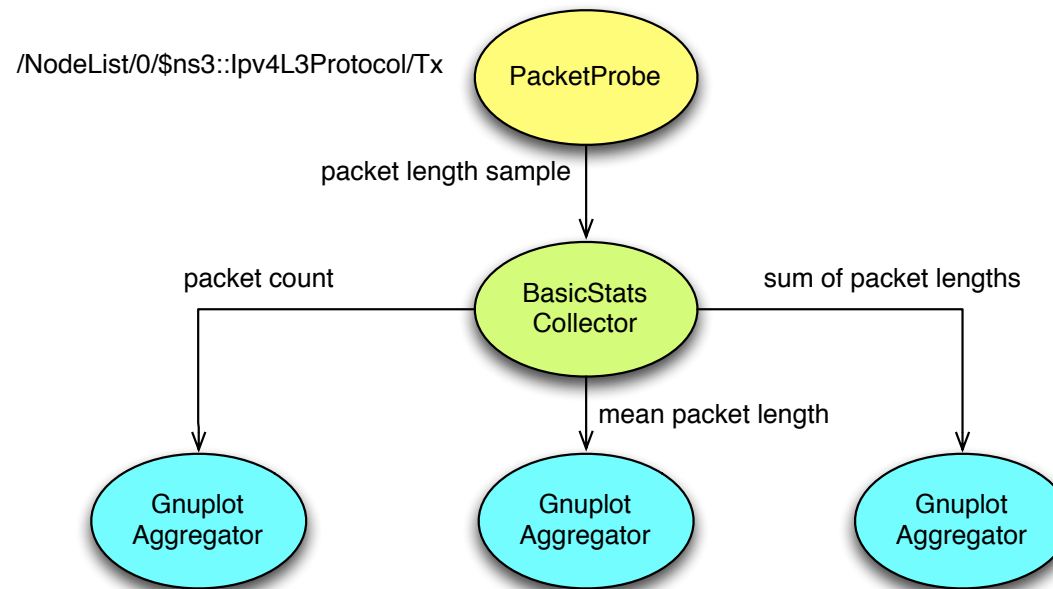 /NodeList/0/$ns3::Ipv4L3Protocol/Tx
PacketProbe
packet length sample
packet count
BasicStats
Collector
sum of packet lengths
mean packet length
Gnuplot
Aggregator
Gnuplot
Aggregator
Gnuplot
Aggregator